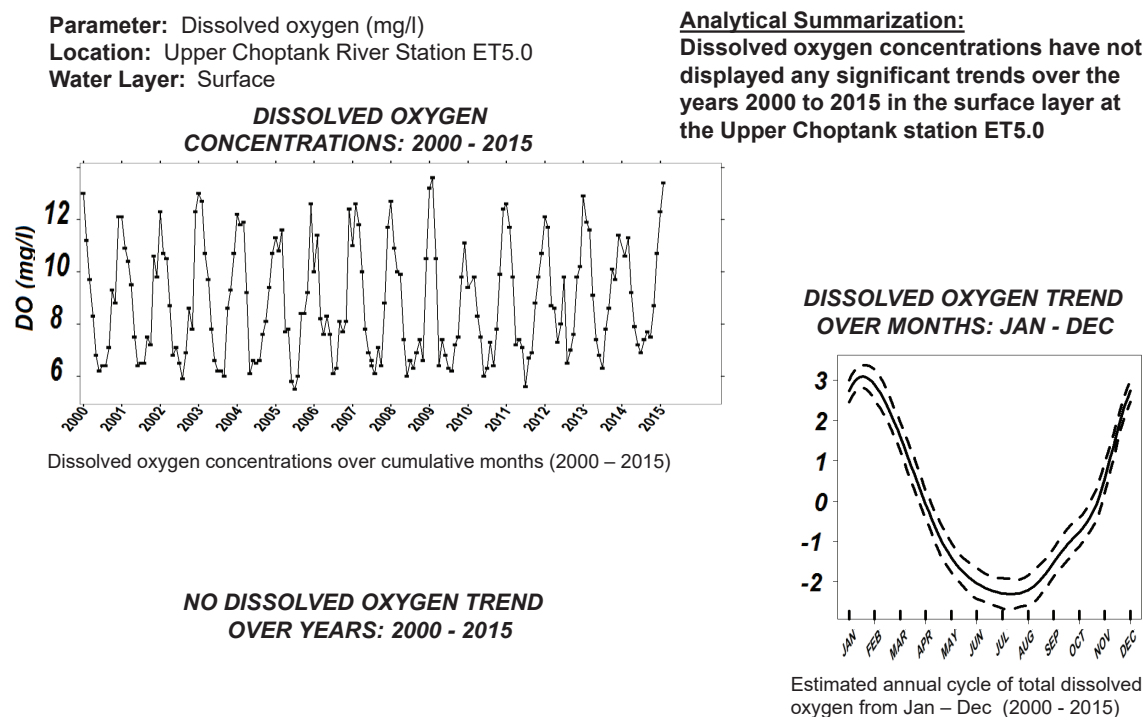 Parameter: Dissolved oxygen (mg/l)
Location: Upper Choptank River Station ET5.0
Water Layer: Surface
Analytical Summarization:
Dissolved oxygen concentrations have not
displayed any significant trends over the
years 2000 to 2015 in the surface layer at
the Upper Choptank station ET5.0
DISSOLVED OXYGEN
CONCENTRATIONS: 2000 - 2015
DO (mg/l)
12
10
8
6
2000 2001 2002 2003 2004 2005 2006 2007 2008 2009 2010 2011 2012 2013 2014 2015
Dissolved oxygen concentrations over cumulative months (2000 – 2015)
NO DISSOLVED OXYGEN TREND
OVER YEARS: 2000 - 2015
DISSOLVED OXYGEN TREND
OVER MONTHS: JAN - DEC
3
2
1
0
-1
-2
JAN FEB MAR APR MAY JUN JUL AUG SEP OCT NOV DEC
Estimated annual cycle of total dissolved
oxygen from Jan – Dec (2000 - 2015)